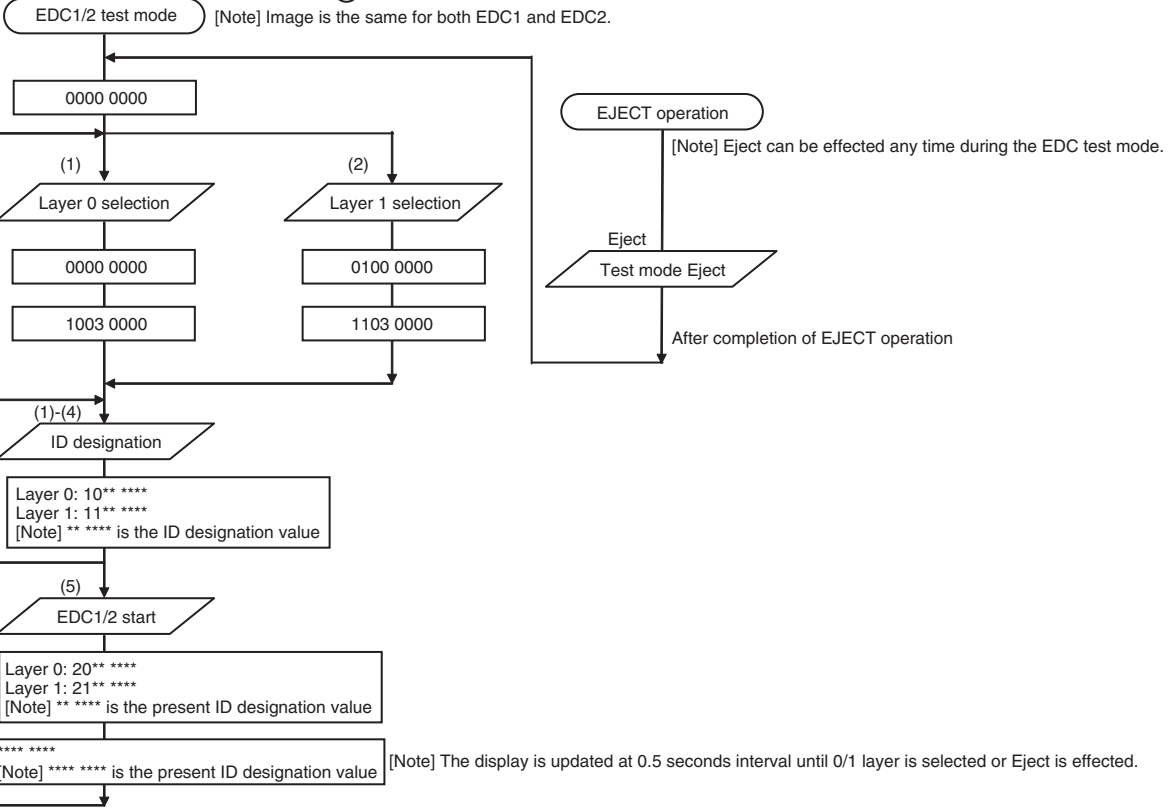 EDC1/2 test mode
[Note] Image is the same for both EDC1 and EDC2.
0000 0000
EJECT operation
[Note] Eject can be effected any time during the EDC test mode.
(1)
(2)
Layer 0 selection
Layer 1 selection
Eject
Test mode Eject
0000 0000
0100 0000
1003 0000
1103 0000
After completion of EJECT operation
(1)-(4)
ID designation
Layer 0: 10** ****
Layer 1: 11** ****
[Note] ** **** is the ID designation value
(5)
EDC1/2 start
Layer 0: 20** ****
Layer 1: 21** ****
[Note] ** **** is the present ID designation value
**** ****
[Note] **** **** is the present ID designation value
[Note] The display is updated at 0.5 seconds interval until 0/1 layer is selected or Eject is effected.